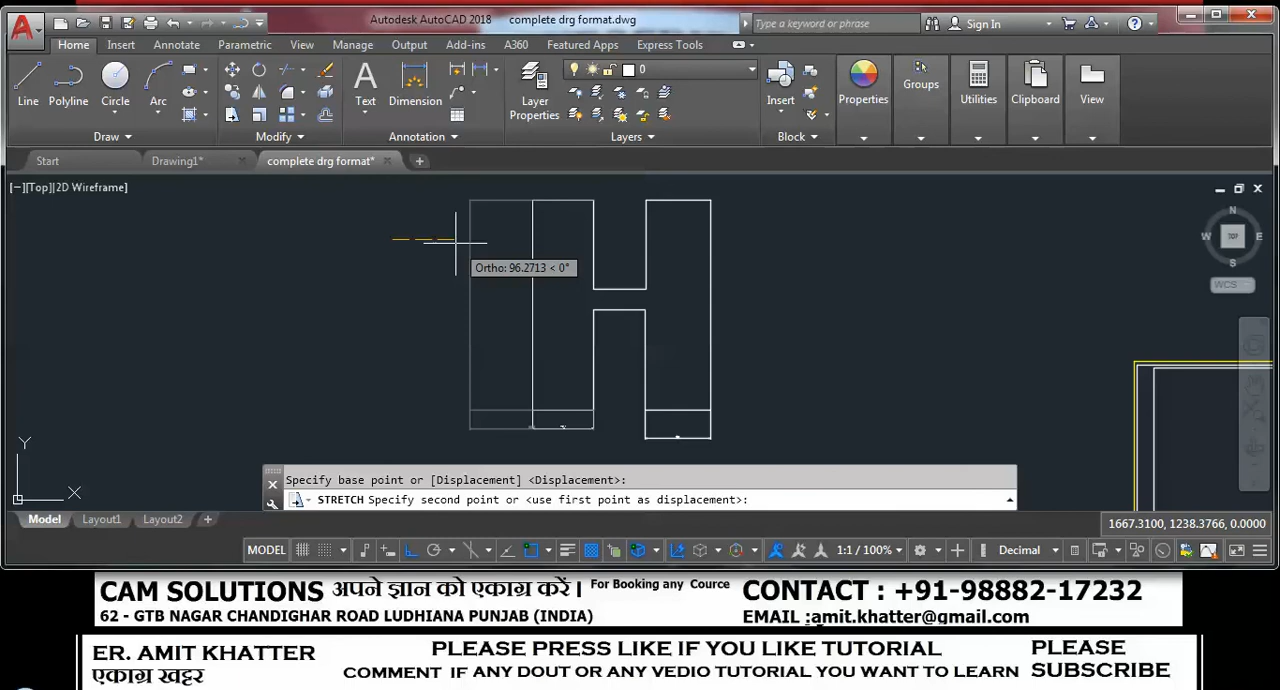 Autodesk AutoCAD 2018 complete drg format.dwg
Type a keyword or phrase
Sign In
Home Insert Annotate Parametric View Manage Output Add-ins A360 Featured Apps Express Tools
0
Line Polyline Circle Arc
Text Dimension
Layer Properties
Insert
Properties Groups Utilities Clipboard View
Draw Modify Annotation Layers Block
Start Drawing1* complete drg format*
[−][Top][2D Wireframe]
N
W TOP E
S
WCS
Ortho: 96.2713 < 0°
Y
X
Specify base point or [Displacement] <Displacement>:
STRETCH Specify second point or <use first point as displacement>:
Model Layout1 Layout2
1667.3100, 1238.3766, 0.0000
MODEL 1:1 / 100% Decimal
CAM SOLUTIONS अपने ज्ञान को एकाग्र करें । For Booking any Cource
62 - GTB NAGAR CHANDIGHAR ROAD LUDHIANA PUNJAB (INDIA)
CONTACT : +91-98882-17232
EMAIL :amit.khatter@gmail.com
ER. AMIT KHATTER
एकाग्र खट्टर
PLEASE PRESS LIKE IF YOU LIKE TUTORIAL
COMMENT IF ANY DOUT OR ANY VEDIO TUTORIAL YOU WANT TO LEARN
PLEASE
SUBSCRIBE